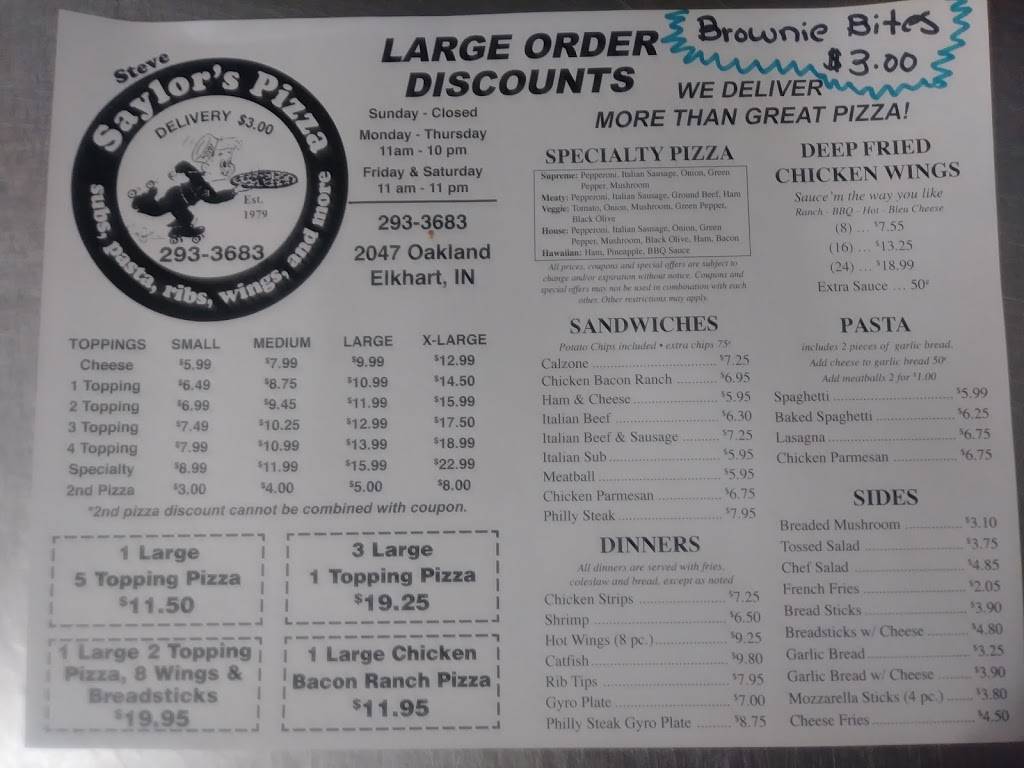 Steve
Saylor's Pizza
DELIVERY $3.00
Est.
1979
293-3683
subs, pasta, ribs, wings, and more
LARGE ORDER
DISCOUNTS
Sunday - Closed
Monday - Thursday
11am - 10 pm
Friday & Saturday
11 am - 11 pm
293-3683
2047 Oakland
Elkhart, IN
Brownie Bites
$3.00
WE DELIVER
MORE THAN GREAT PIZZA!
TOPPINGS SMALL MEDIUM LARGE X-LARGE
Cheese $5.99 $7.99 $9.99 $12.99
1 Topping $6.49 $8.75 $10.99 $14.50
2 Topping $6.99 $9.45 $11.99 $15.99
3 Topping $7.49 $10.25 $12.99 $17.50
4 Topping $7.99 $10.99 $13.99 $18.99
Specialty $8.99 $11.99 $15.99 $22.99
2nd Pizza $3.00 $4.00 $5.00 $8.00
*2nd pizza discount cannot be combined with coupon.
1 Large
5 Topping Pizza
$11.50
3 Large
1 Topping Pizza
$19.25
1 Large 2 Topping
Pizza, 8 Wings &
Breadsticks
$19.95
1 Large Chicken
Bacon Ranch Pizza
$11.95
SPECIALTY PIZZA
Supreme: Pepperoni, Italian Sausage, Onion, Green
Pepper, Mushroom
Meaty: Pepperoni, Italian Sausage, Ground Beef, Ham
Veggie: Tomato, Onion, Mushroom, Green Pepper,
Black Olive
House: Pepperoni, Italian Sausage, Onion, Green
Pepper, Mushroom, Black Olive, Ham, Bacon
Hawaiian: Ham, Pineapple, BBQ Sauce
All prices, coupons and special offers are subject to
change and/or expiration without notice. Coupons and
special offers may not be used in combination with each
other. Other restrictions may apply.
SANDWICHES
Potato Chips included • extra chips 75¢
Calzone $7.25
Chicken Bacon Ranch $6.95
Ham & Cheese $5.95
Italian Beef $6.30
Italian Beef & Sausage $7.25
Italian Sub $5.95
Meatball $5.95
Chicken Parmesan $6.75
Philly Steak $7.95
DINNERS
All dinners are served with fries,
coleslaw and bread, except as noted
Chicken Strips $7.25
Shrimp $6.50
Hot Wings (8 pc.) $9.25
Catfish $9.80
Rib Tips $7.95
Gyro Plate $7.00
Philly Steak Gyro Plate $8.75
DEEP FRIED
CHICKEN WINGS
Sauce'm the way you like
Ranch - BBQ - Hot - Bleu Cheese
(8) ... $7.55
(16) ... $13.25
(24) ... $18.99
Extra Sauce ... 50¢
PASTA
includes 2 pieces of garlic bread.
Add cheese to garlic bread 50¢
Add meatballs 2 for $1.00
Spaghetti $5.99
Baked Spaghetti $6.25
Lasagna $6.75
Chicken Parmesan $6.75
SIDES
Breaded Mushroom $3.10
Tossed Salad $3.75
Chef Salad $4.85
French Fries $2.05
Bread Sticks $3.90
Breadsticks w/ Cheese $4.80
Garlic Bread $3.25
Garlic Bread w/ Cheese $3.90
Mozzarella Sticks (4 pc.) $3.80
Cheese Fries $4.50